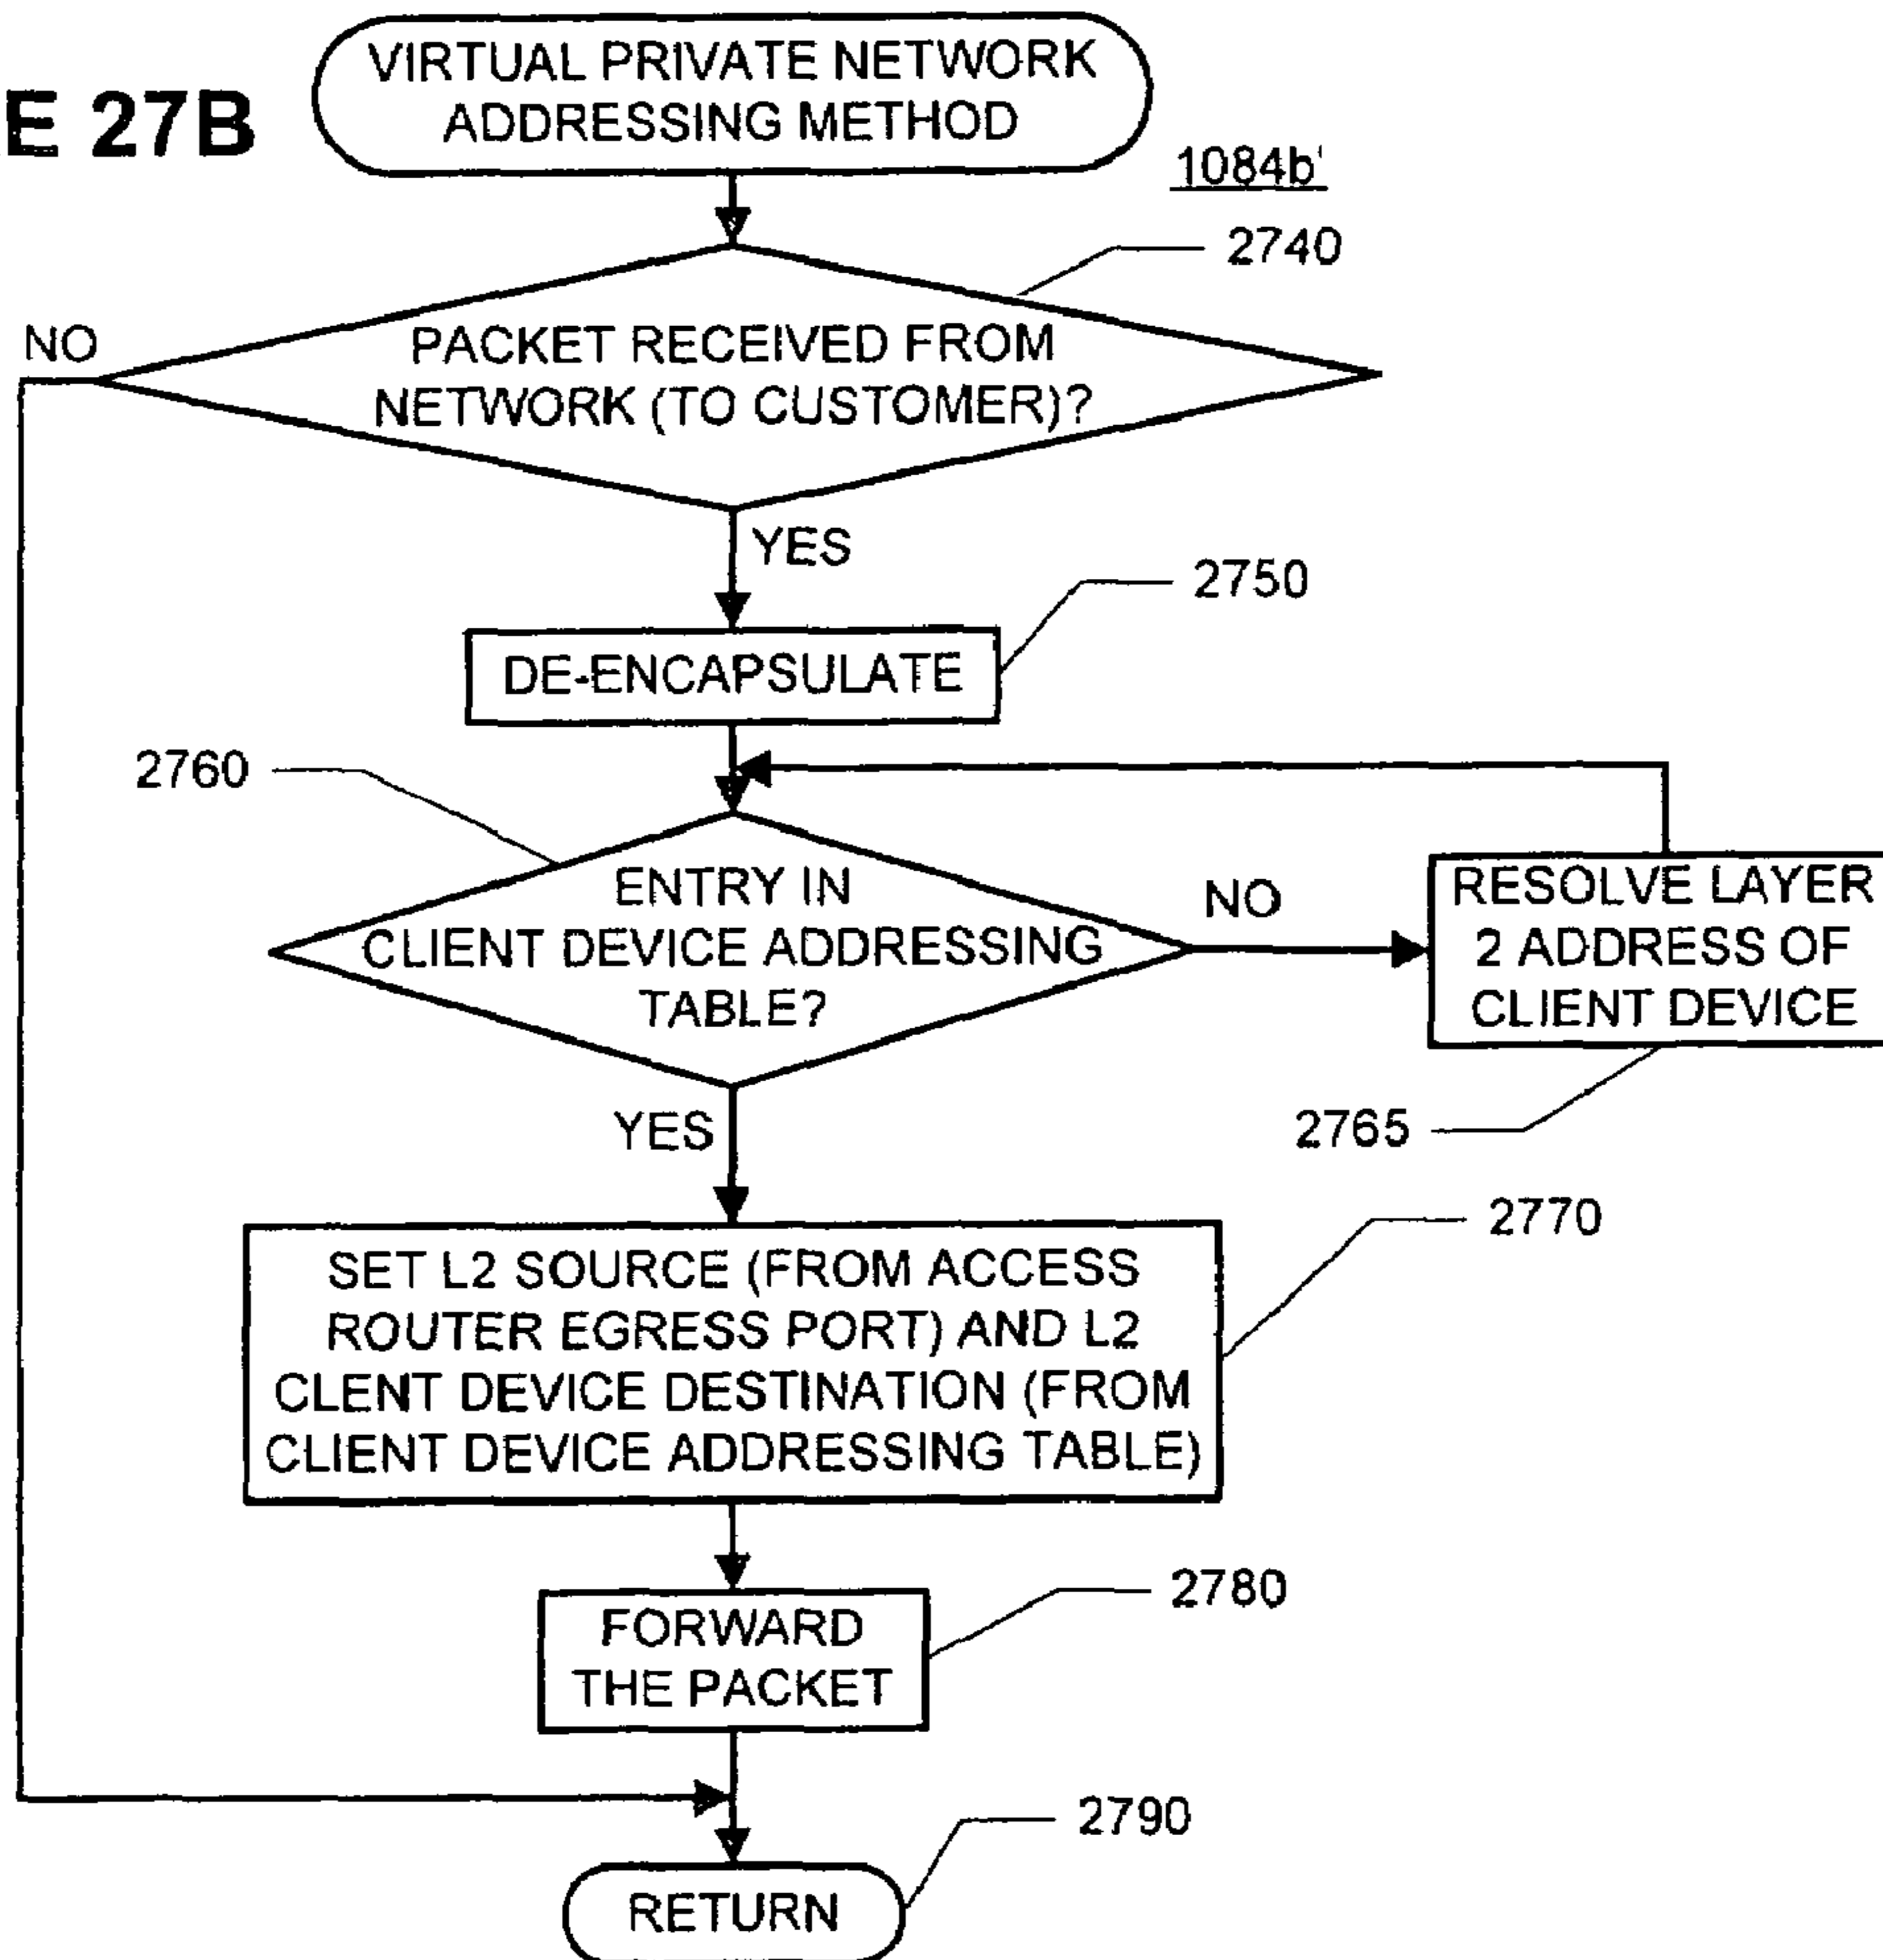 E 27B
VIRTUAL PRIVATE NETWORK
ADDRESSING METHOD
1084b'
2740
NO
PACKET RECEIVED FROM
NETWORK (TO CUSTOMER)?
YES
2750
DE-ENCAPSULATE
2760
ENTRY IN
CLIENT DEVICE ADDRESSING
TABLE?
NO
RESOLVE LAYER
2 ADDRESS OF
CLIENT DEVICE
2765
YES
2770
SET L2 SOURCE (FROM ACCESS
ROUTER EGRESS PORT) AND L2
CLENT DEVICE DESTINATION (FROM
CLIENT DEVICE ADDRESSING TABLE)
2780
FORWARD
THE PACKET
2790
RETURN